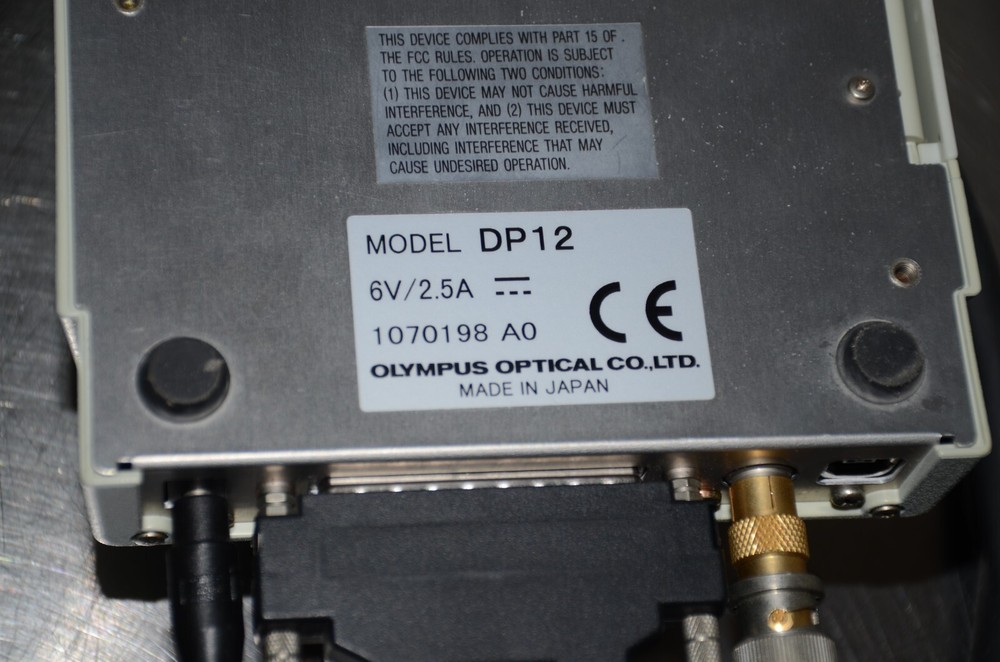 THIS DEVICE COMPLIES WITH PART 15 OF .
THE FCC RULES. OPERATION IS SUBJECT
TO THE FOLLOWING TWO CONDITIONS:
(1) THIS DEVICE MAY NOT CAUSE HARMFUL
INTERFERENCE, AND (2) THIS DEVICE MUST
ACCEPT ANY INTERFERENCE RECEIVED,
INCLUDING INTERFERENCE THAT MAY
CAUSE UNDESIRED OPERATION.
MODEL DP12
6V/2.5A
1070198 A0
CE
OLYMPUS OPTICAL CO.,LTD.
MADE IN JAPAN